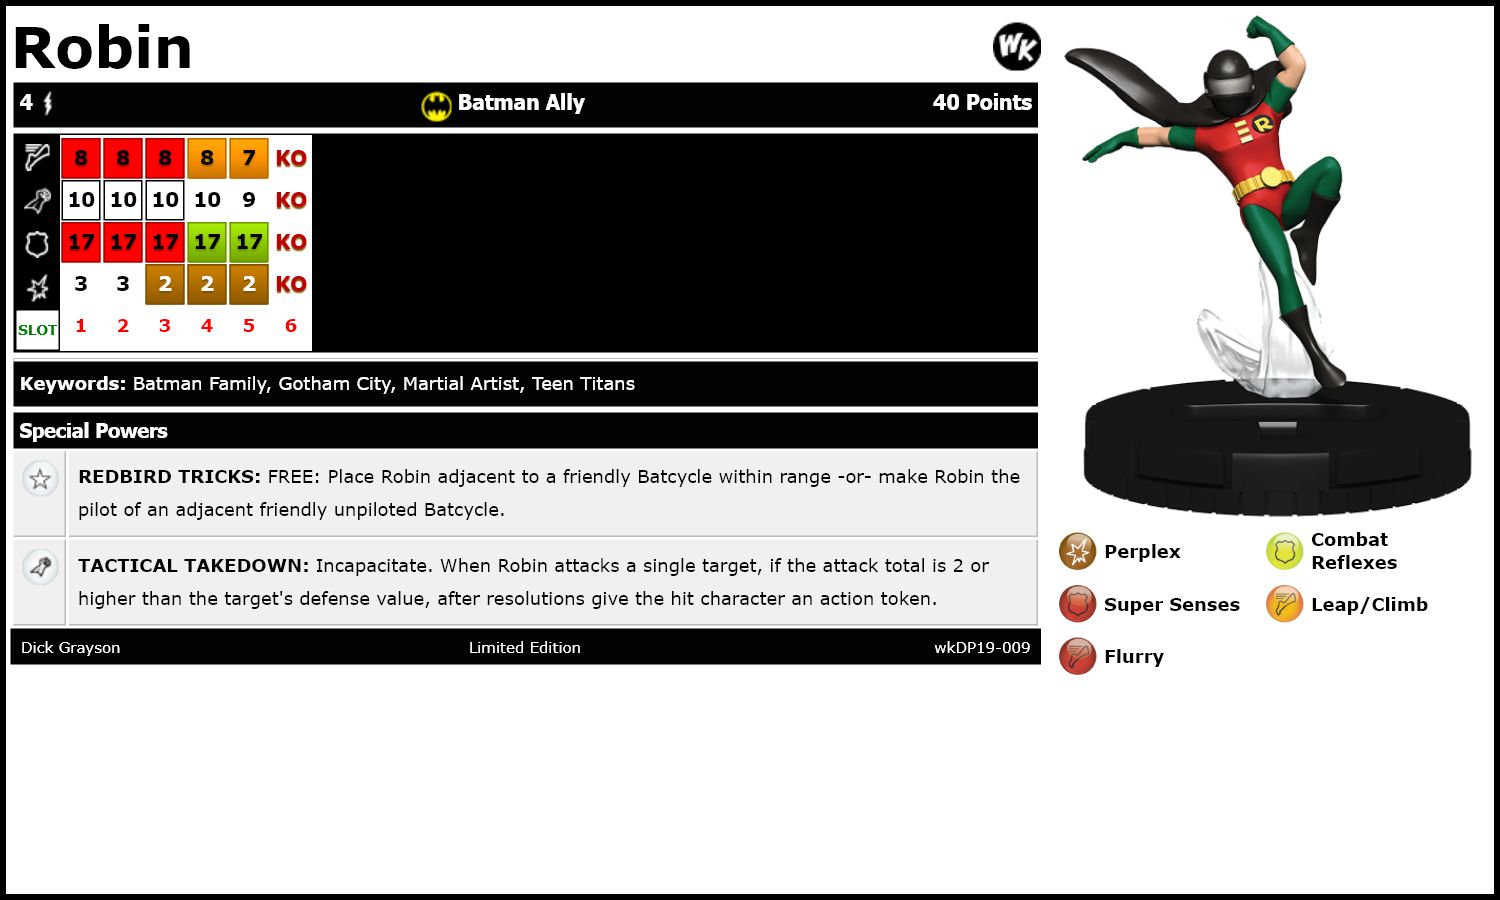 Robin
WK
4 Batman Ally 40 Points
8 8 8 8 7 KO
10 10 10 10 9 KO
17 17 17 17 17 KO
3 3 2 2 2 KO
SLOT 1 2 3 4 5 6
Keywords: Batman Family, Gotham City, Martial Artist, Teen Titans
Special Powers
REDBIRD TRICKS: FREE: Place Robin adjacent to a friendly Batcycle within range -or- make Robin the
pilot of an adjacent friendly unpiloted Batcycle.
TACTICAL TAKEDOWN: Incapacitate. When Robin attacks a single target, if the attack total is 2 or
higher than the target's defense value, after resolutions give the hit character an action token.
Dick Grayson Limited Edition wkDP19-009
R
Perplex
Combat
Reflexes
Super Senses
Leap/Climb
Flurry